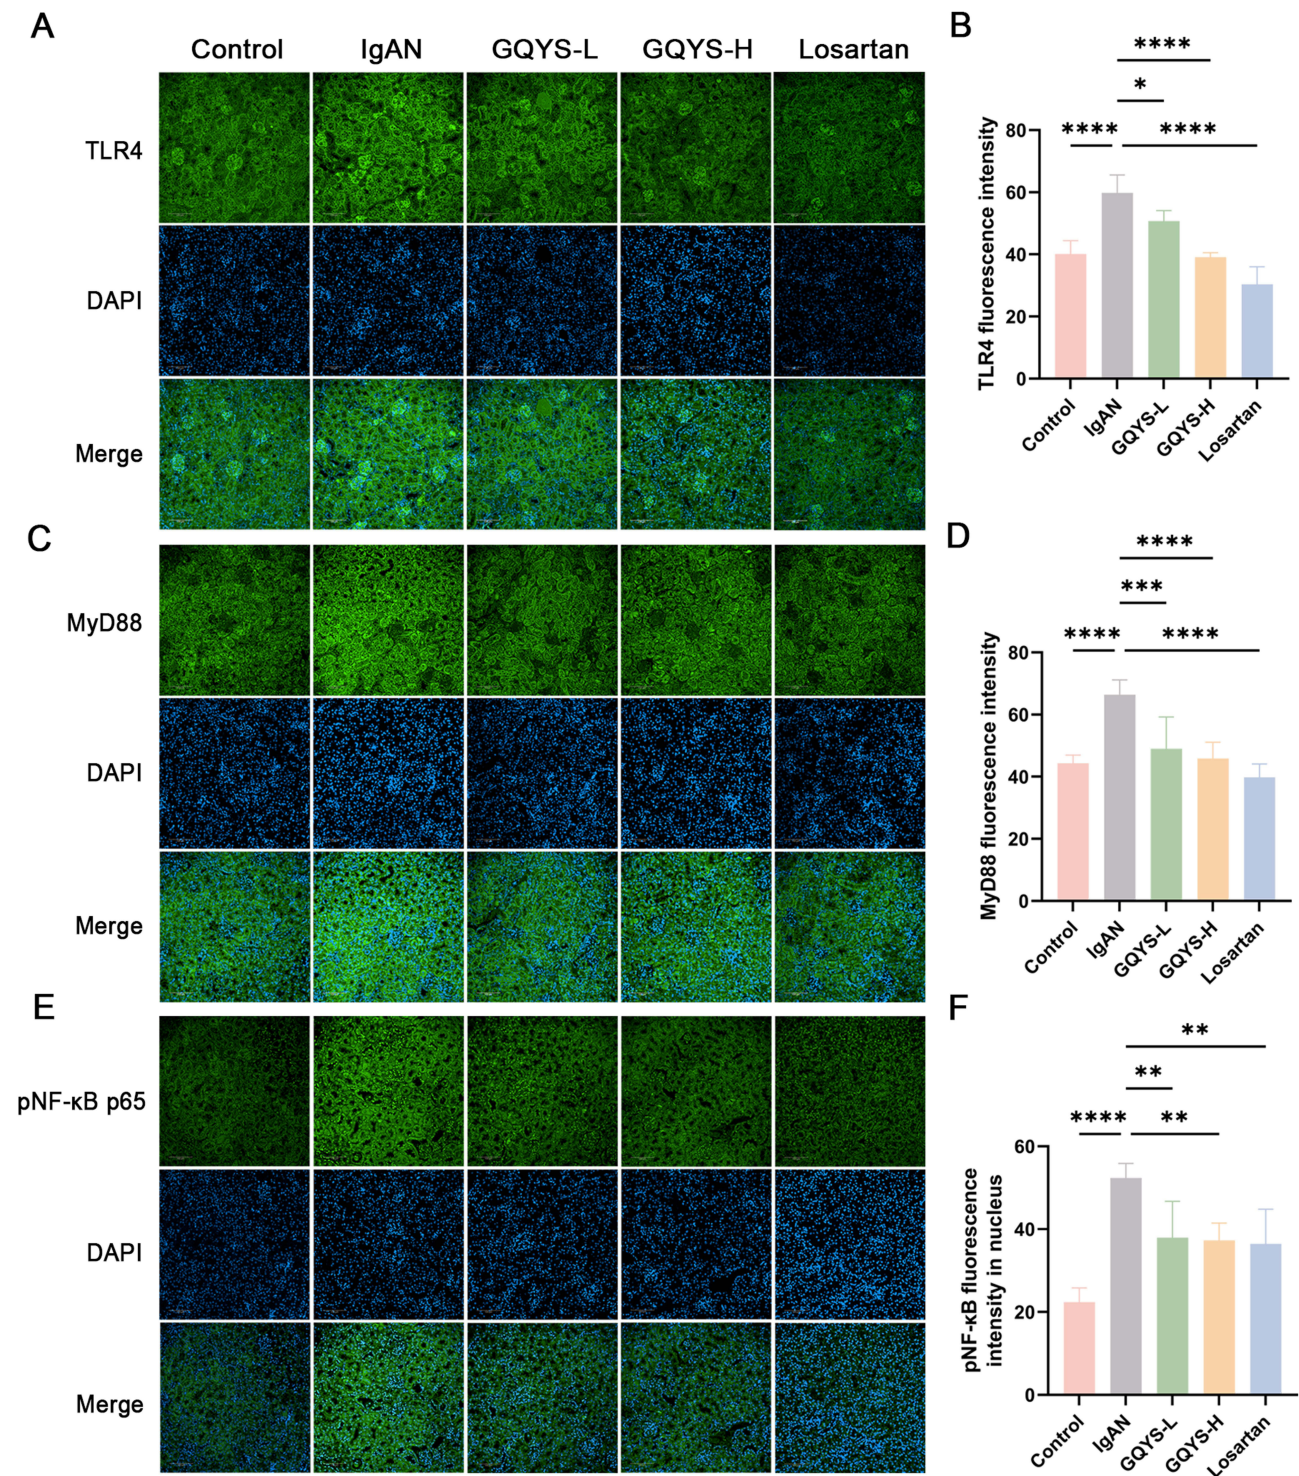 A
Control IgAN GQYS-L GQYS-H Losartan
TLR4
DAPI
Merge
B
****
*
**** ****
TLR4 fluorescence intensity
80
60
40
20
0
Control IgAN GQYS-L GQYS-H Losartan
C
MyD88
DAPI
Merge
D
****
***
**** ****
MyD88 fluorescence intensity
80
60
40
20
0
Control IgAN GQYS-L GQYS-H Losartan
E
pNF-κB p65
DAPI
Merge
F
**
**
**** **
pNF-κB fluorescence
intensity in nucleus
60
40
20
0
Control IgAN GQYS-L GQYS-H Losartan